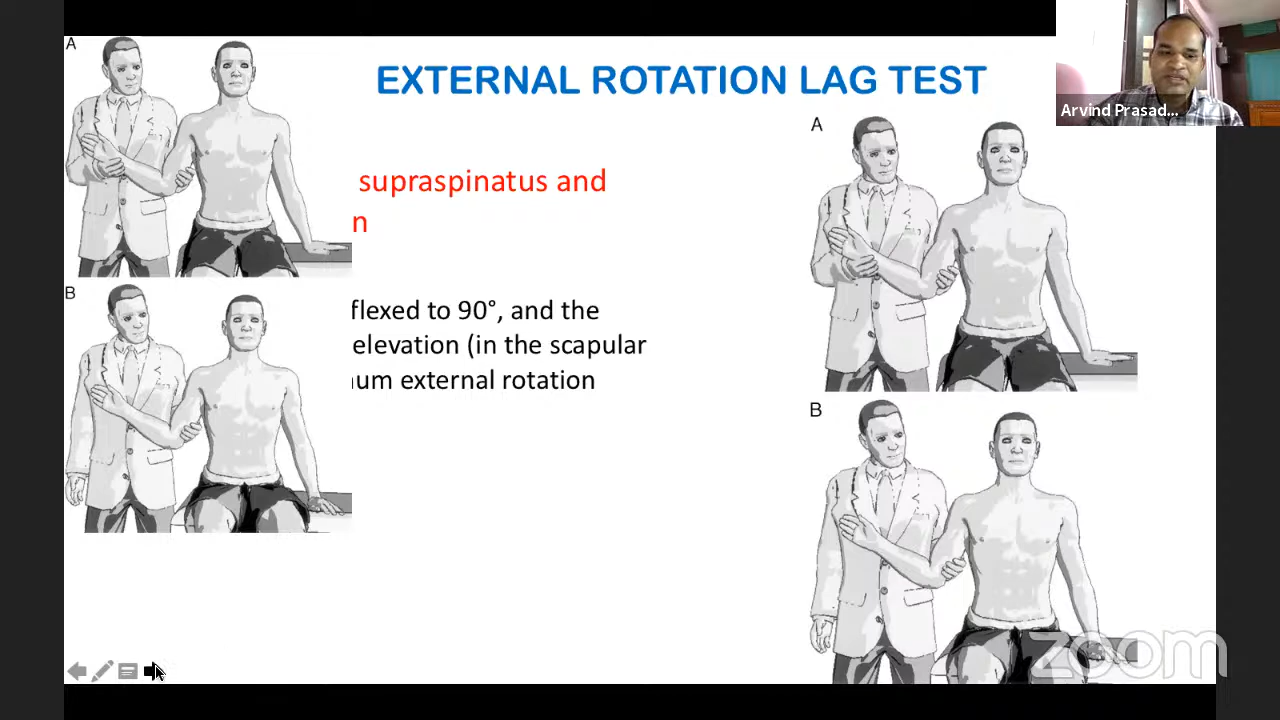 A
EXTERNAL ROTATION LAG TEST
Arvind Prasad...
A
supraspinatus and
n
B
flexed to 90°, and the
elevation (in the scapular
um external rotation
B
zoom